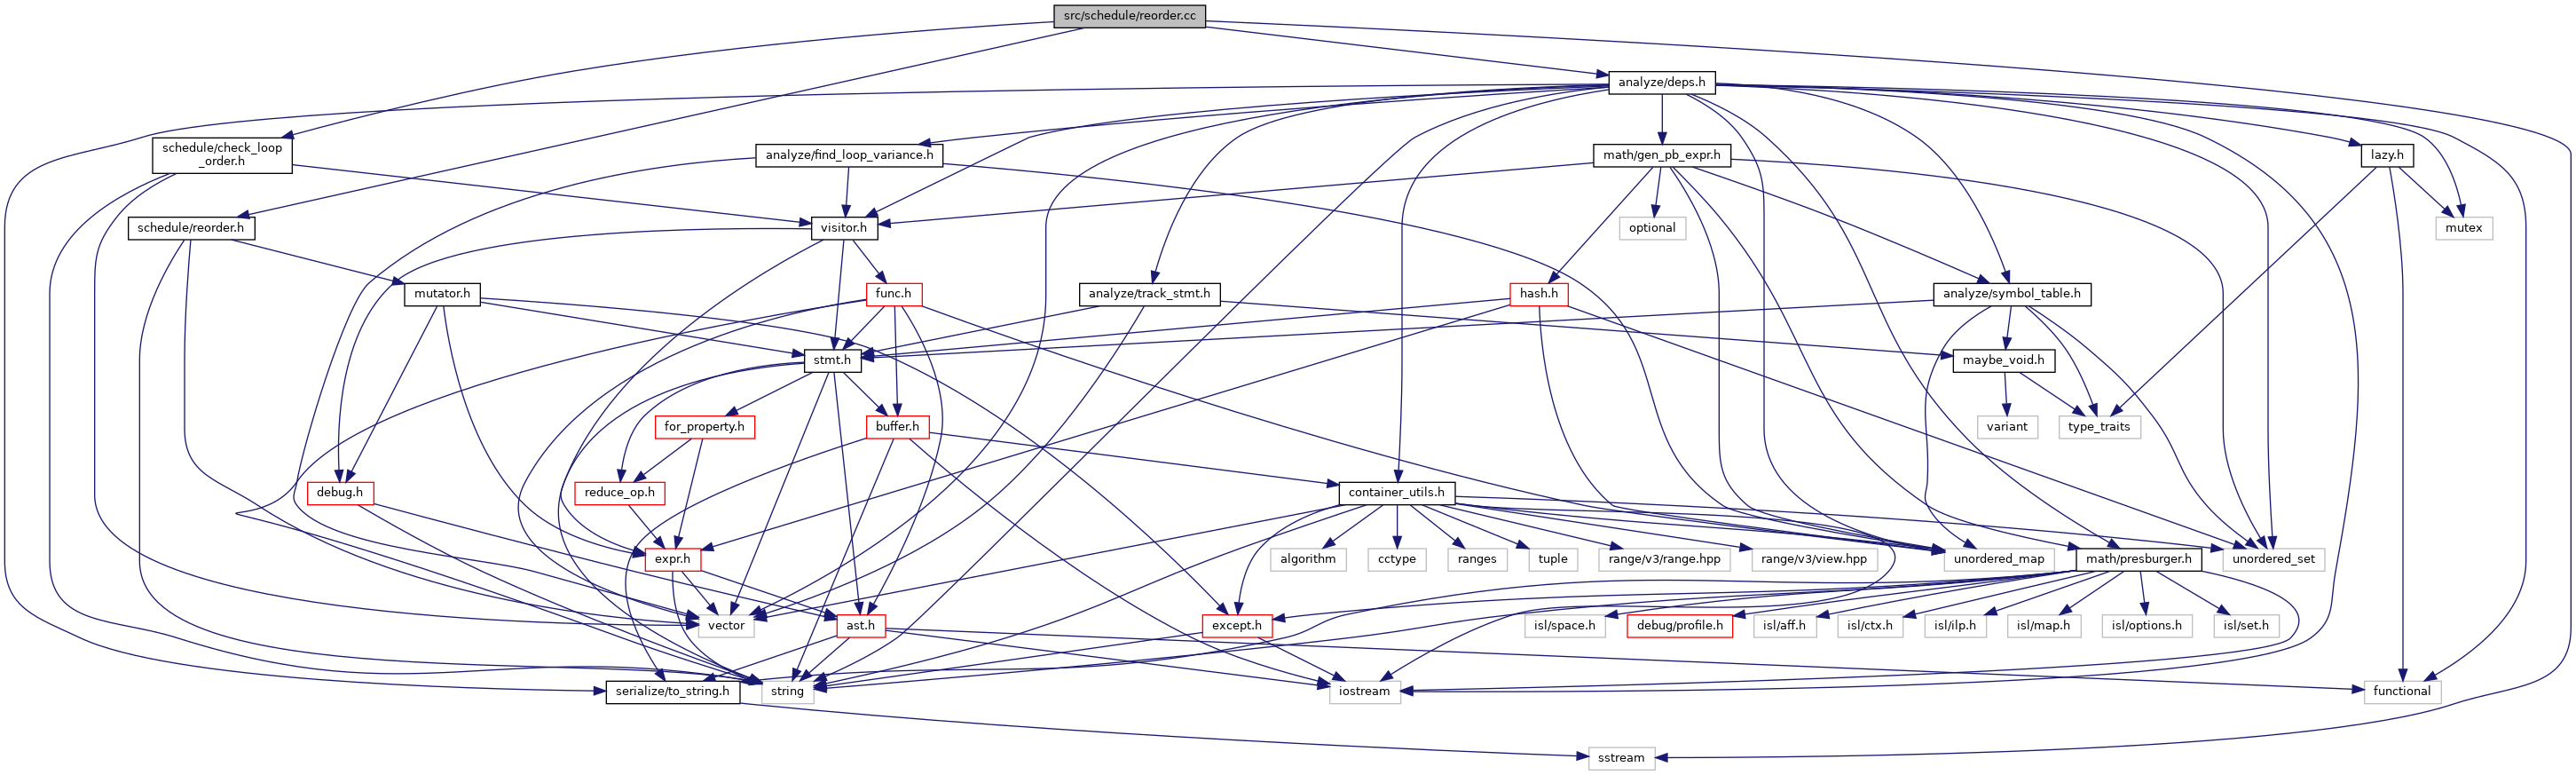 src/schedule/reorder.cc
analyze/deps.h
schedule/check_loop
_order.h
analyze/find_loop_variance.h
math/gen_pb_expr.h
lazy.h
schedule/reorder.h
visitor.h
optional
mutex
mutator.h
func.h
analyze/track_stmt.h
hash.h
analyze/symbol_table.h
stmt.h
maybe_void.h
for_property.h
buffer.h
variant
type_traits
debug.h
reduce_op.h
container_utils.h
expr.h
algorithm
cctype
ranges
tuple
range/v3/range.hpp
range/v3/view.hpp
unordered_map
math/presburger.h
unordered_set
vector
ast.h
except.h
isl/space.h
debug/profile.h
isl/aff.h
isl/ctx.h
isl/ilp.h
isl/map.h
isl/options.h
isl/set.h
serialize/to_string.h
string
iostream
functional
sstream